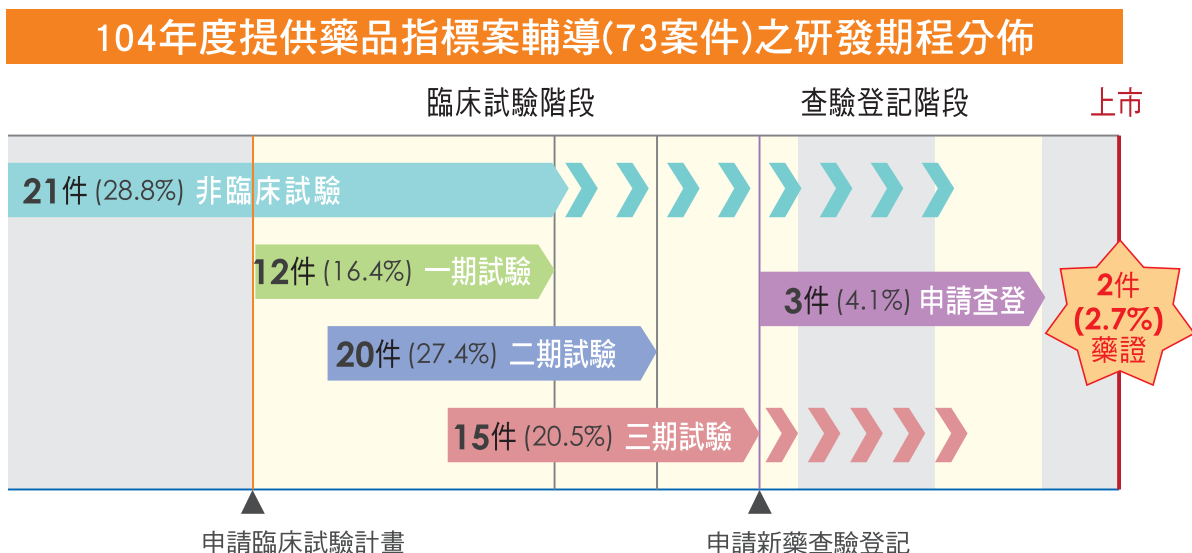 104年度提供藥品指標案輔導(73案件)之研發期程分佈
臨床試驗階段
查驗登記階段
上市
21件 (28.8%) 非臨床試驗
12件 (16.4%) 一期試驗
3件 (4.1%) 申請查登
2件
(2.7%)
藥證
20件 (27.4%) 二期試驗
15件 (20.5%) 三期試驗
申請臨床試驗計畫
申請新藥查驗登記